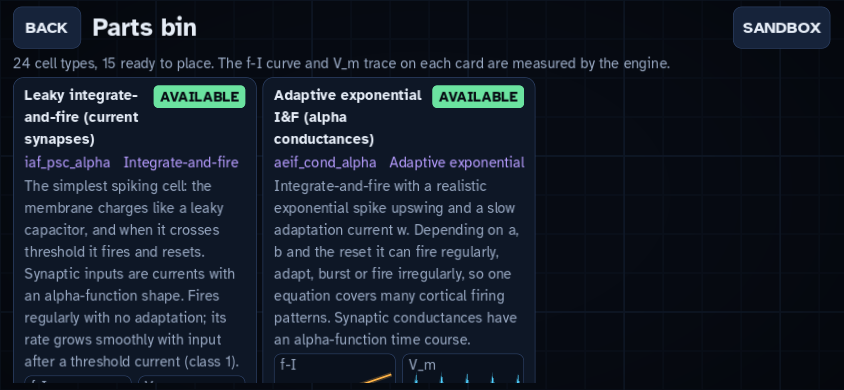 BACK Parts bin SANDBOX
24 cell types, 15 ready to place. The f-I curve and V_m trace on each card are measured by the engine.
Leaky integrate-
and-fire (current
synapses)
AVAILABLE
iaf_psc_alpha Integrate-and-fire
The simplest spiking cell: the
membrane charges like a leaky
capacitor, and when it crosses
threshold it fires and resets.
Synaptic inputs are currents with
an alpha-function shape. Fires
regularly with no adaptation; its
rate grows smoothly with input
after a threshold current (class 1).
Adaptive exponential
I&F (alpha
conductances)
AVAILABLE
aeif_cond_alpha Adaptive exponential
Integrate-and-fire with a realistic
exponential spike upswing and a slow
adaptation current w. Depending on a,
b and the reset it can fire regularly,
adapt, burst or fire irregularly, so one
equation covers many cortical firing
patterns. Synaptic conductances have
an alpha-function time course.
f-I V_m